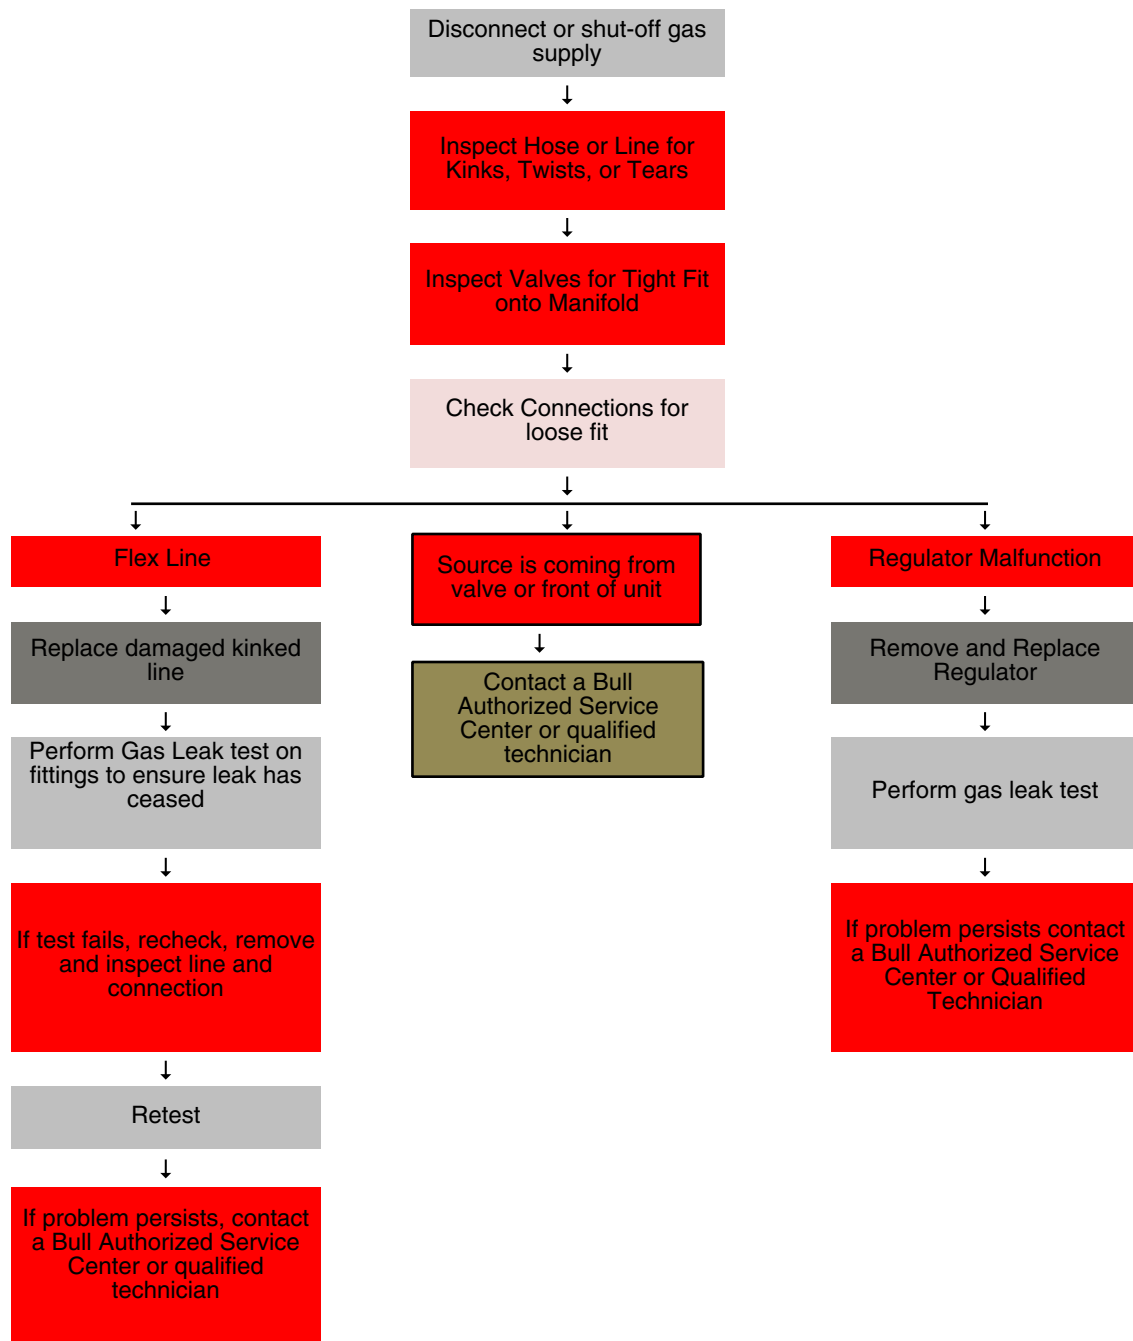 Disconnect or shut-off gas
supply
↓
Inspect Hose or Line for
Kinks, Twists, or Tears
↓
Inspect Valves for Tight Fit
onto Manifold
↓
Check Connections for
loose fit
↓
↓
Flex Line
↓
Replace damaged kinked
line
↓
Perform Gas Leak test on
fittings to ensure leak has
ceased
↓
If test fails, recheck, remove
and inspect line and
connection
↓
Retest
↓
If problem persists, contact
a Bull Authorized Service
Center or qualified
technician
↓
Source is coming from
valve or front of unit
↓
Contact a Bull
Authorized Service
Center or qualified
technician
↓
Regulator Malfunction
↓
Remove and Replace
Regulator
↓
Perform gas leak test
↓
If problem persists contact
a Bull Authorized Service
Center or Qualified
Technician